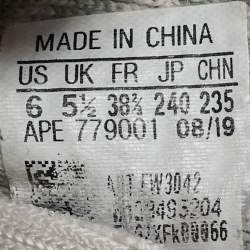 MADE IN CHINA
US UK FR JP CHN
6 5½ 38⅔ 240 235
APE 779001 08/19
ART FW3042